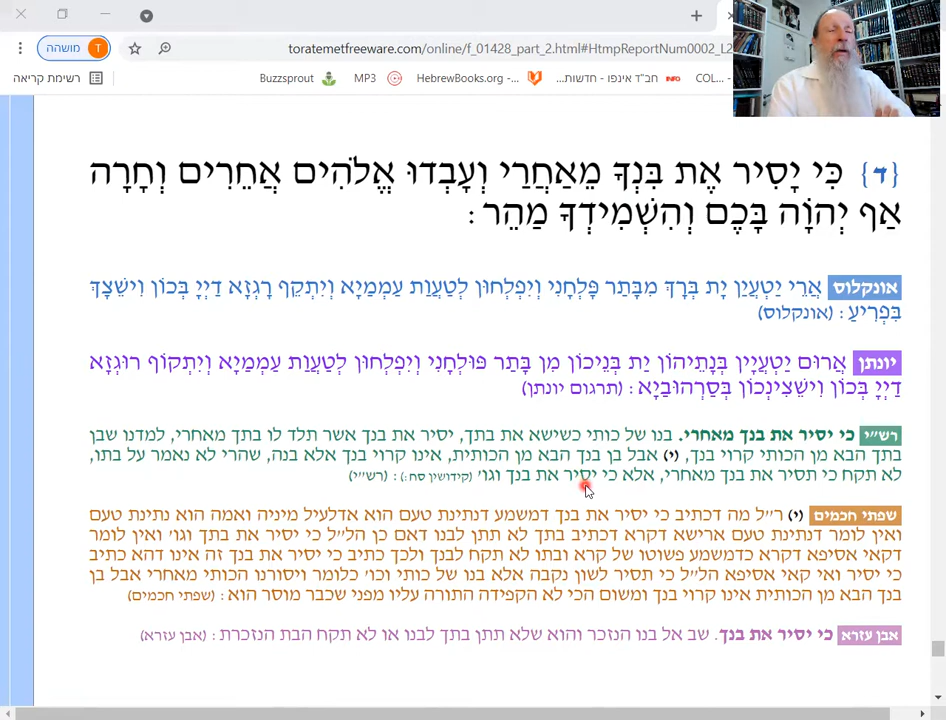 toratemetfreeware.com/online/f_01428_part_2.html#HtmpReportNum0002_L2
מושהה T
רשימת קריאה
Buzzsprout
MP3
HebrewBooks.org -...
חב"ד אינפו - חדשות...
COL...
{ד} כִּי יָסִיר אֶת בִּנְךָ מֵאַחֲרַי וְעָבְדוּ אֱלֹהִים אֲחֵרִים וְחָרָה
אַף יְהוָֹה בָּכֶם וְהִשְׁמִידְךָ מַהֵר :
אונקלוס אֲרֵי יַטְעֲיַן יָת בְּרָךְ מִבָּתַר פָּלְחָנִי וְיִפְלְחוּן לְטַעֲוַת עַמְמַיָּא וְיִתְקֵף רָגְזָא דַיְיָ בְּכוֹן וִישֵׁצָךְ
בִּפְרִיעַ : (אונקלוס)
יונתן אֲרוּם יַטְעֲיָין בְּנָתֵיהוֹן יַת בְּנֵיכוֹן מִן בָּתַר פּוּלְחָנִי וְיִפְלְחוּן לְטַעֲוַת עַמְמַיָא וְיִתְקוֹף רוּגְזָא
דַיְיָ בְּכוֹן וִישֵׁצִינְכוֹן בְּסַרְהוּבְיָא : (תרגום יונתן)
רש״י כי יסיר את בנך מאחרי. בנו של כותי כשישא את בתך, יסיר את בנך אשר תלד לו בתך מאחרי, למדנו שבן
בתך הבא מן הכותי קרוי בנך, (י) אבל בן בנך הבא מן הכותית, אינו קרוי בנך אלא בנה, שהרי לא נאמר על בתו,
לא תקח כי תסיר את בנך מאחרי, אלא כי יסיר את בנך וגו' (קידושין סח:) : (רש״י)
שפתי חכמים (י) ר״ל מה דכתיב כי יסיר את בנך דמשמע דנתינת טעם הוא אדלעיל מיניה ואמה הוא נתינת טעם
ואין לומר דנתינת טעם ארישא דקרא דכתיב בתך לא תתן לבנו דאם כן הל״ל כי יסיר את בתך וגו' ואין לומר
דקאי אסיפא דקרא כדמשמע פשוטו של קרא ובתו לא תקח לבנך ולכך כתיב כי יסיר את בנך זה אינו דהא כתיב
כי יסיר ואי קאי אסיפא הל״ל כי תסיר לשון נקבה אלא בנו של כותי וכו' כלומר ויסורנו הכותי מאחרי אבל בן
בנך הבא מן הכותית אינו קרוי בנך ומשום הכי לא הקפידה התורה עליו מפני שכבר מוסר הוא : (שפתי חכמים)
אבן עזרא כי יסיר את בנך. שב אל בנו הנזכר והוא שלא תתן בתך לבנו או לא תקח הבת הנזכרת : (אבן עזרא)